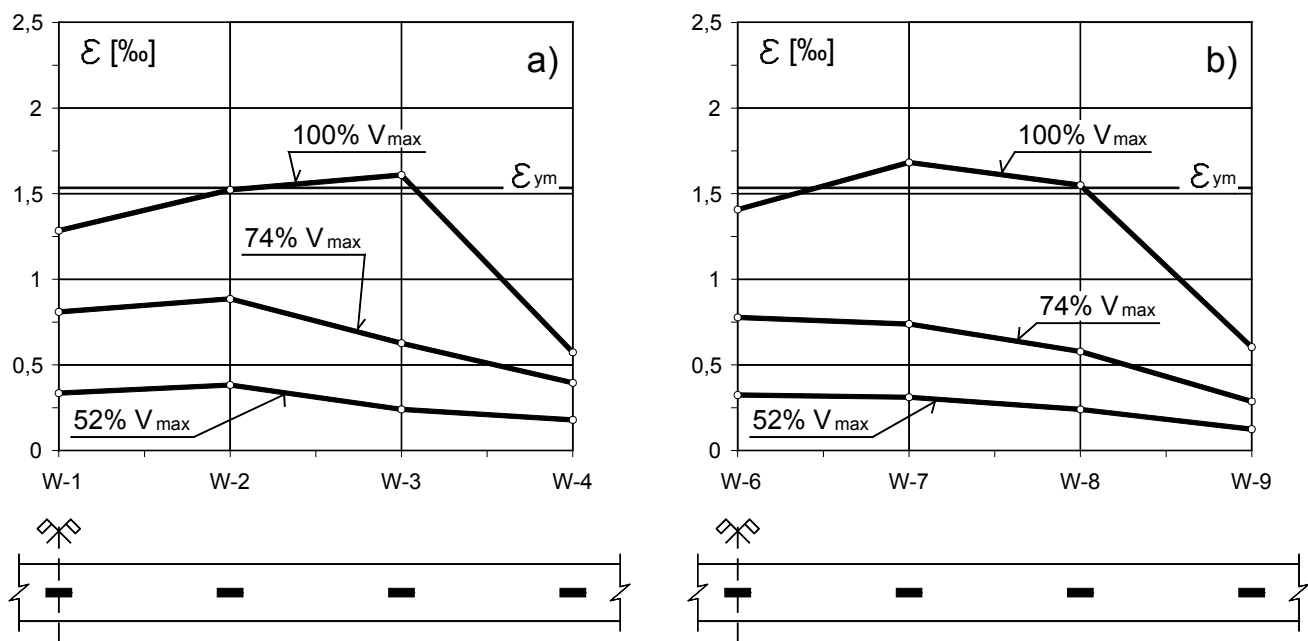 2,5
ε [‰]
a)
2
100% Vmax
εym
1,5
74% Vmax
1
0,5
52% Vmax
0
W-1 W-2 W-3 W-4
2,5
ε [‰]
b)
2
100% Vmax
εym
1,5
1
74% Vmax
0,5
52% Vmax
0
W-6 W-7 W-8 W-9